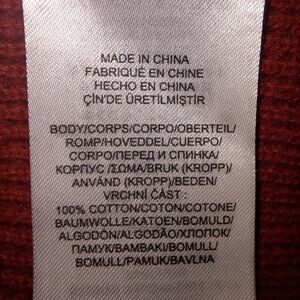 MADE IN CHINA
FABRIQUÉ EN CHINE
HECHO EN CHINA
ÇİN'DE ÜRETİLMİŞTİR
BODY/CORPS/CORPO/OBERTEIL/
ROMP/HOVEDDEL/CUERPO/
CORPO/ПЕРЕД И СПИНКА/
КОРПУС /ΣΩΜΑ/BRUK (KROPP)/
ANVÄND (KROPP)/BEDEN/
VRCHNÍ ČÁST :
100% COTTON/COTON/COTONE/
BAUMWOLLE/KATOEN/BOMULD/
ALGODÓN/ALGODÃO/ХЛОПОК/
ПАМУК/ΒΑΜΒΑΚΙ/BOMULL/
BOMULL/PAMUK/BAVLNA